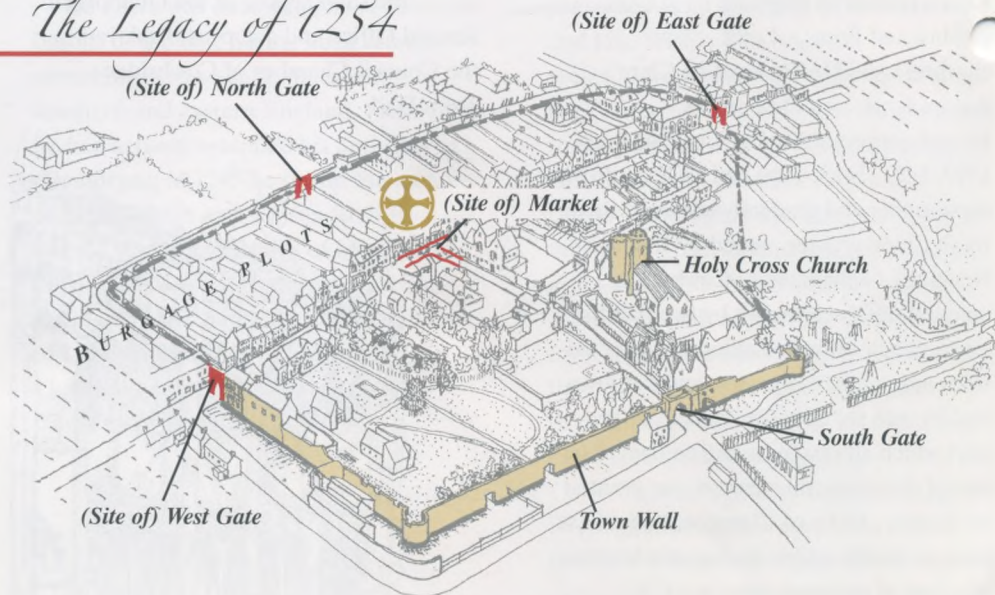 The Legacy of 1254
(Site of) East Gate
(Site of) North Gate
(Site of) Market
Holy Cross Church
BURGAGE PLOTS
South Gate
(Site of) West Gate
Town Wall